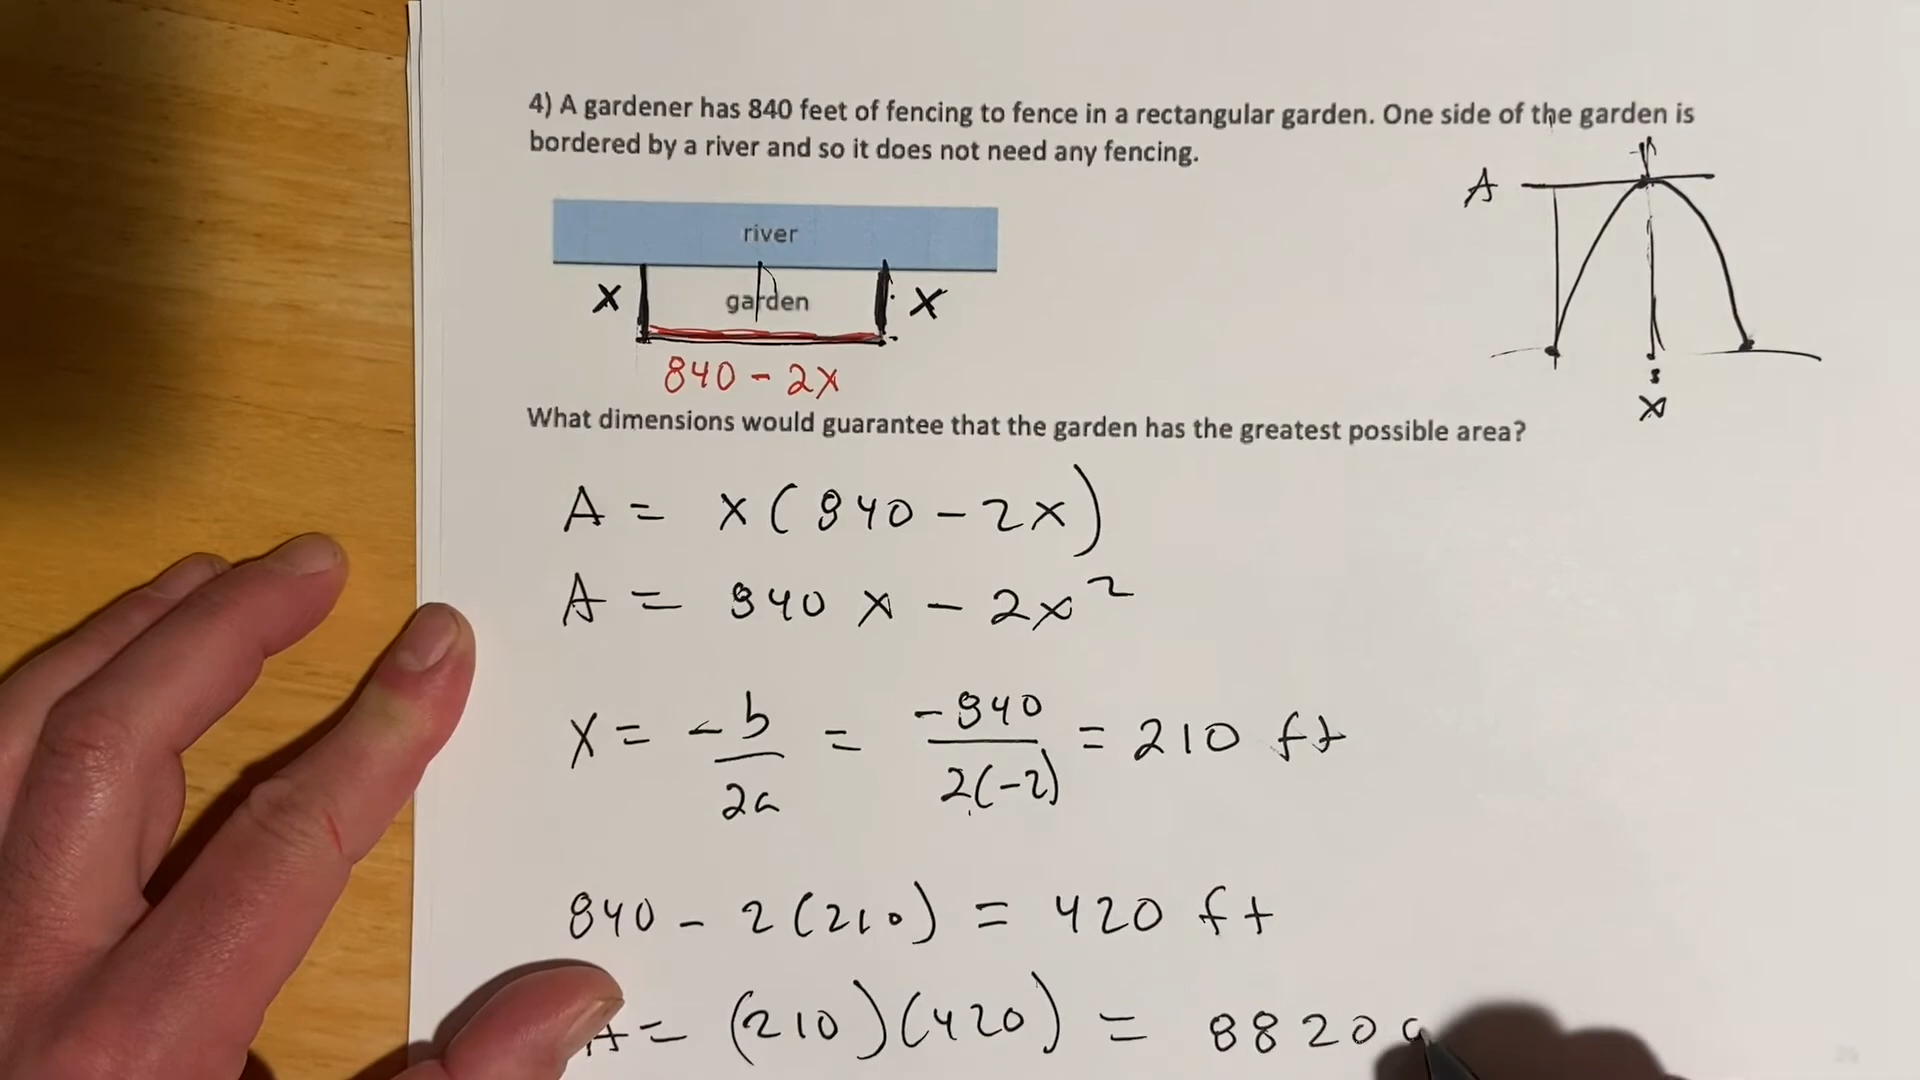 4) A gardener has 840 feet of fencing to fence in a rectangular garden. One side of the garden is
bordered by a river and so it does not need any fencing.
A
river
X garden X
840 - 2x
X
What dimensions would guarantee that the garden has the greatest possible area?
A = x(840-2x)
A = 840x - 2x²
X = -b/2a = -840/2(-2) = 210 ft
840 - 2(210) = 420 ft
A = (210)(420) = 8820